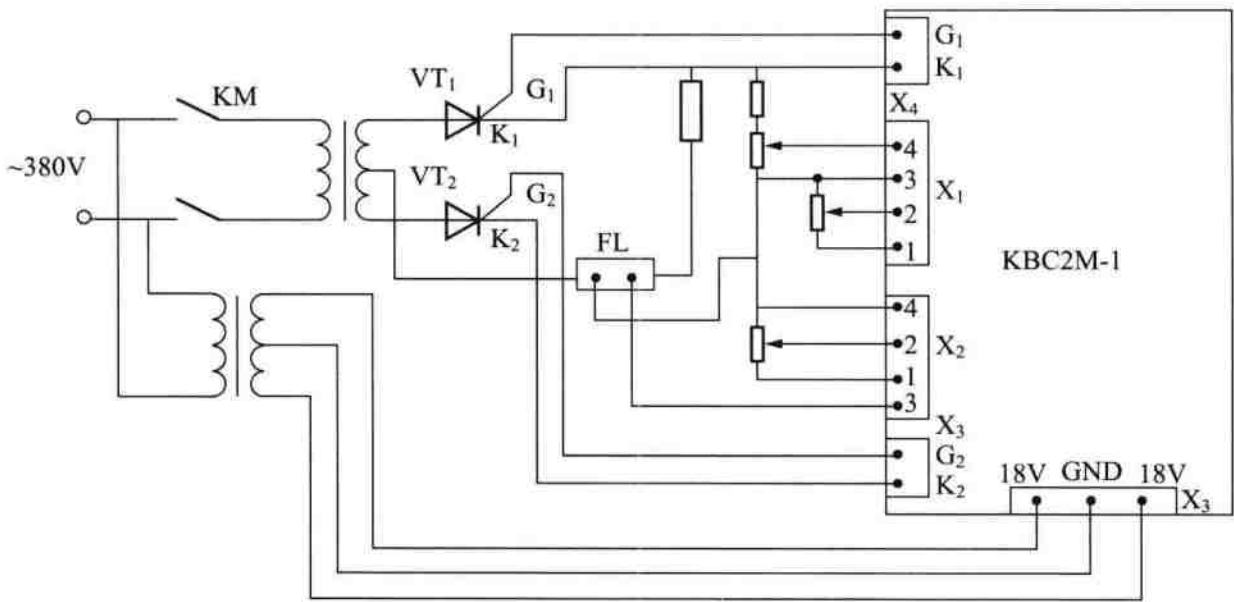 ~380V
KM
VT₁
G₁
K₁
VT₂
G₂
K₂
FL
G₁
K₁
X₄
4
3
X₁
2
1
KBC2M-1
4
2
X₂
1
3
X₃
G₂
K₂
18V GND 18V
X₃